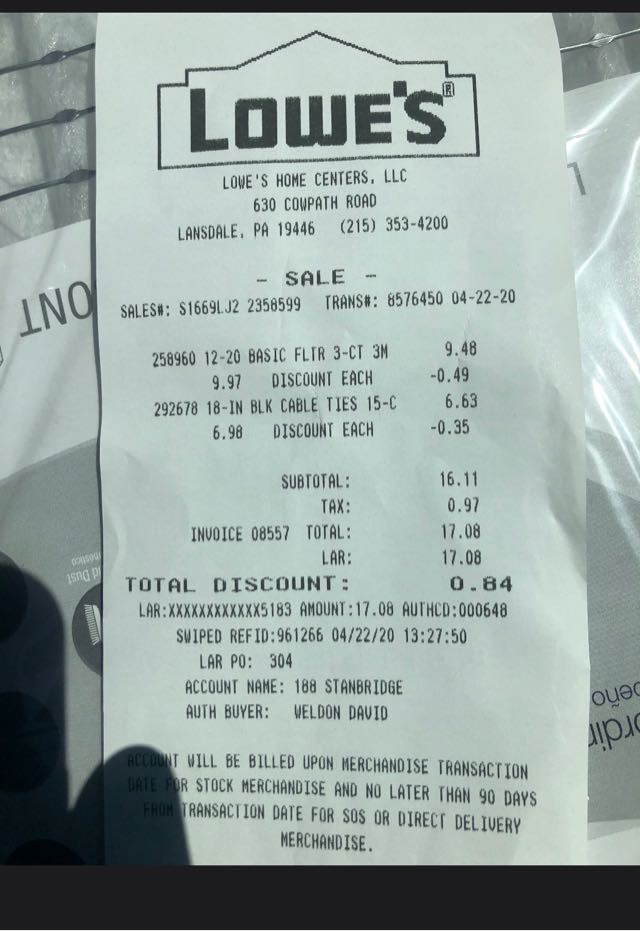 LOWE'S®
LOWE'S HOME CENTERS, LLC
630 COWPATH ROAD
LANSDALE, PA 19446 (215) 353-4200
- SALE -
SALES#: S1669LJ2 2358599 TRANS#: 8576450 04-22-20
258960 12-20 BASIC FLTR 3-CT 3M 9.48
9.97 DISCOUNT EACH -0.49
292678 18-IN BLK CABLE TIES 15-C 6.63
6.98 DISCOUNT EACH -0.35
SUBTOTAL: 16.11
TAX: 0.97
INVOICE 08557 TOTAL: 17.08
LAR: 17.08
TOTAL DISCOUNT: 0.84
LAR:XXXXXXXXXXXX5183 AMOUNT:17.08 AUTHCD:000648
SWIPED REFID:961266 04/22/20 13:27:50
LAR PO: 304
ACCOUNT NAME: 188 STANBRIDGE
AUTH BUYER: WELDON DAVID
ACCOUNT WILL BE BILLED UPON MERCHANDISE TRANSACTION
DATE FOR STOCK MERCHANDISE AND NO LATER THAN 90 DAYS
FROM TRANSACTION DATE FOR SOS OR DIRECT DELIVERY
MERCHANDISE.